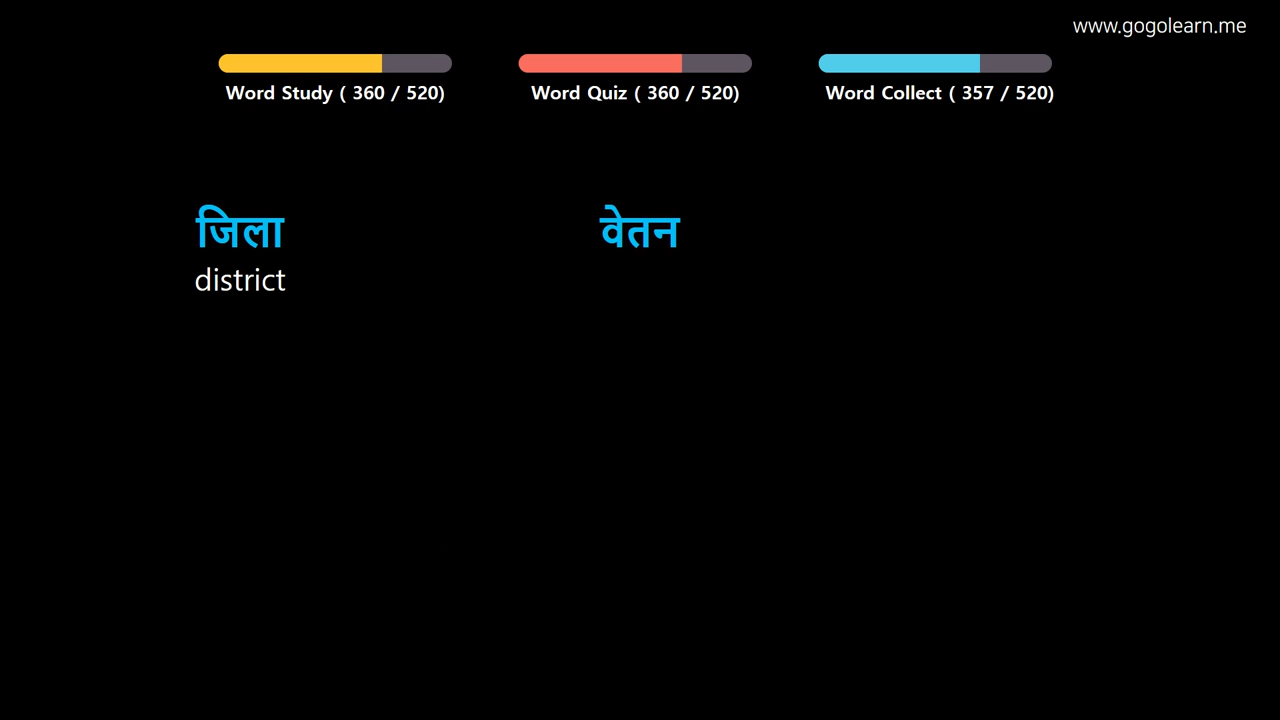 www.gogolearn.me
Word Study ( 360 / 520)
Word Quiz ( 360 / 520)
Word Collect ( 357 / 520)
जिला
district
वेतन